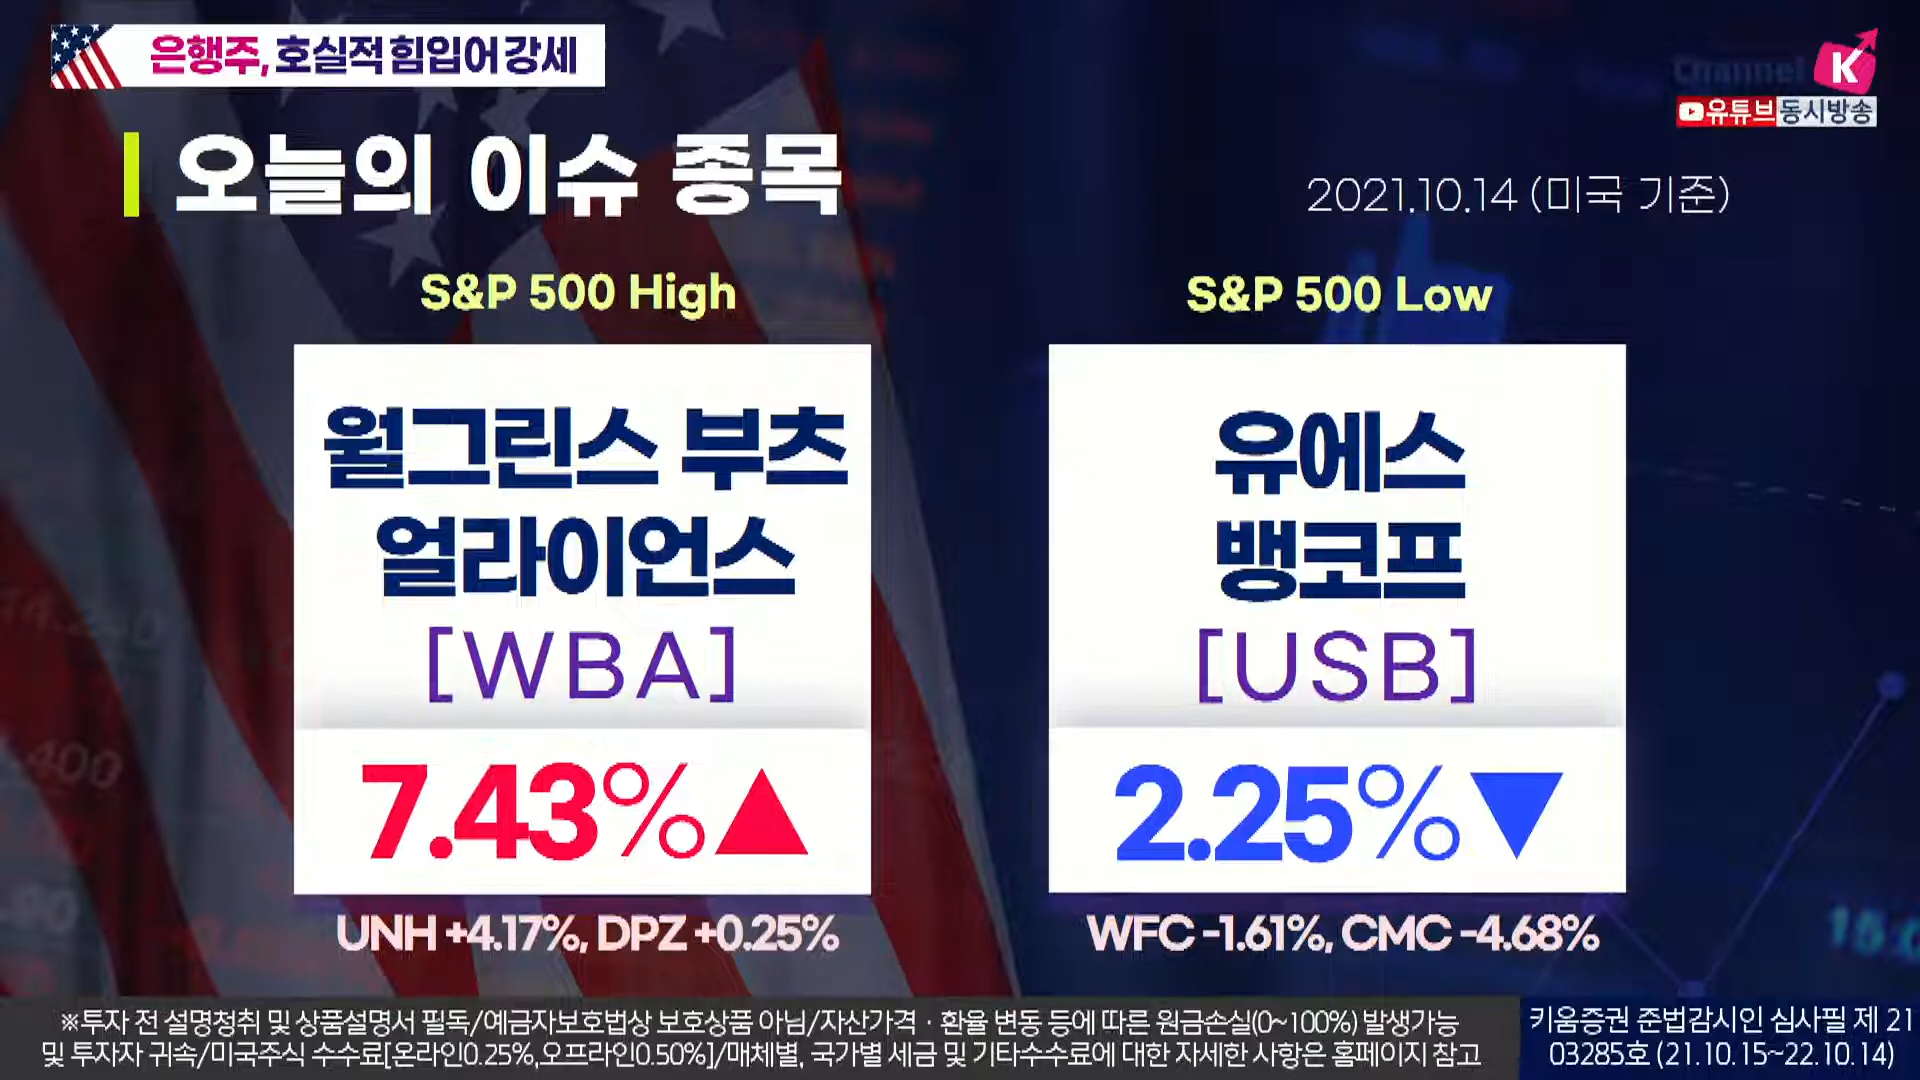 은행주, 호실적 힘입어 강세
Channel K
유튜브 동시방송
오늘의 이슈 종목
2021.10.14 (미국 기준)
S&P 500 High
월그린스 부츠
얼라이언스
[WBA]
7.43%▲
UNH +4.17%, DPZ +0.25%
S&P 500 Low
유에스
뱅코프
[USB]
2.25%▼
WFC -1.61%, CMC -4.68%
※투자 전 설명청취 및 상품설명서 필독/예금자보호법상 보호상품 아님/자산가격 · 환율 변동 등에 따른 원금손실(0~100%) 발생가능
및 투자자 귀속/미국주식 수수료[온라인0.25%,오프라인0.50%]/매체별, 국가별 세금 및 기타수수료에 대한 자세한 사항은 홈페이지 참고
키움증권 준법감시인 심사필 제 21
03285호 (21.10.15~22.10.14)